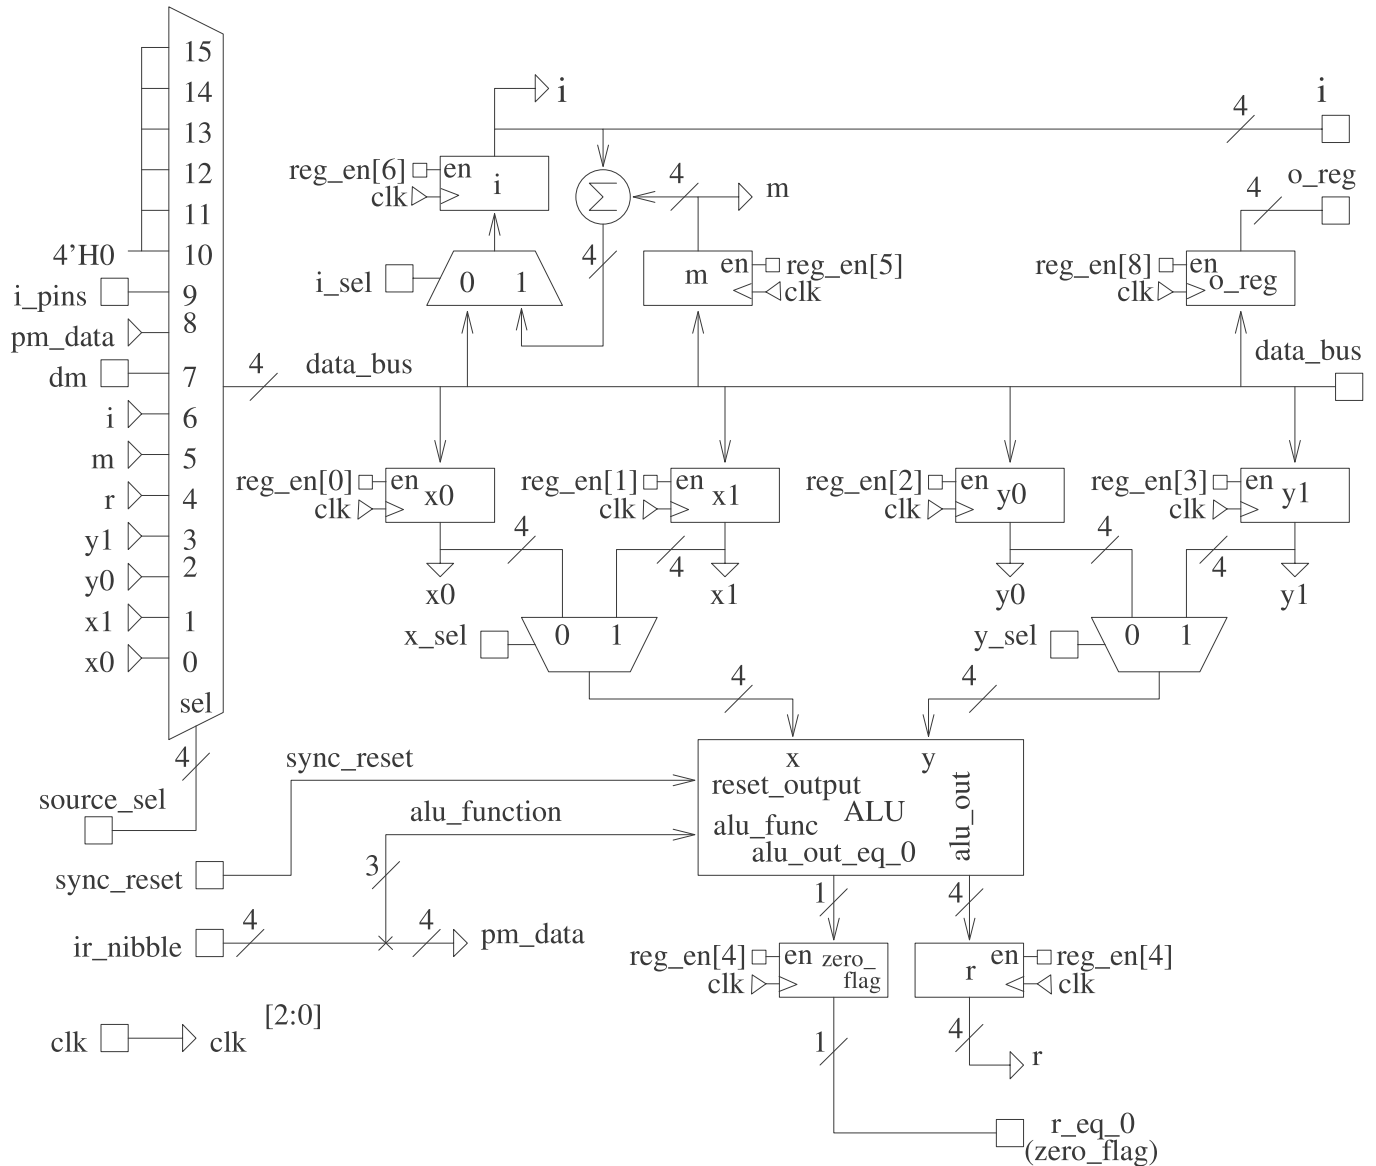 15
14
13
12
11
4'H0 10
i_pins 9
pm_data 8
dm 7
i 6
m 5
r 4
y1 3
y0 2
x1 1
x0 0
sel
4
source_sel
i
4
i
reg_en[6] en
clk i
Σ
4
m
4
o_reg
i_sel 0 1
4
m en reg_en[5]
clk
reg_en[8] en
clk o_reg
4 data_bus
data_bus
reg_en[0] en
clk x0
reg_en[1] en
clk x1
reg_en[2] en
clk y0
reg_en[3] en
clk y1
4
4
4
4
x0
x1
y0
y1
x_sel 0 1
y_sel 0 1
4
4
sync_reset
x y
reset_output
alu_function
alu_func
ALU
alu_out
alu_out_eq_0
sync_reset
3
1
4
ir_nibble 4 4 pm_data
reg_en[4] en zero_
clk flag
r en reg_en[4]
clk
[2:0]
clk clk
1
4
r
r_eq_0
(zero_flag)